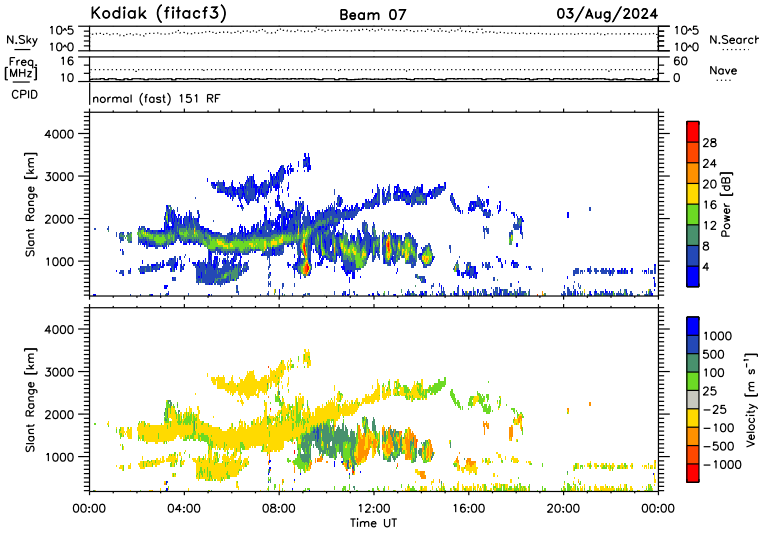 Kodiak (fitacf3) Beam 07 03/Aug/2024
N.Sky 10^5 10^0 10^5 10^0 N.Search
Freq. [MHz] 16 10 60 0 Nave
CPID normal (fast) 151 RF
Slant Range [km] 4000 3000 2000 1000
28 24 20 16 12 8 4 Power [dB]
Slant Range [km] 4000 3000 2000 1000
1000 500 100 25 −25 −100 −500 −1000 Velocity [m s⁻¹]
00:00 04:00 08:00 12:00 16:00 20:00 00:00
Time UT